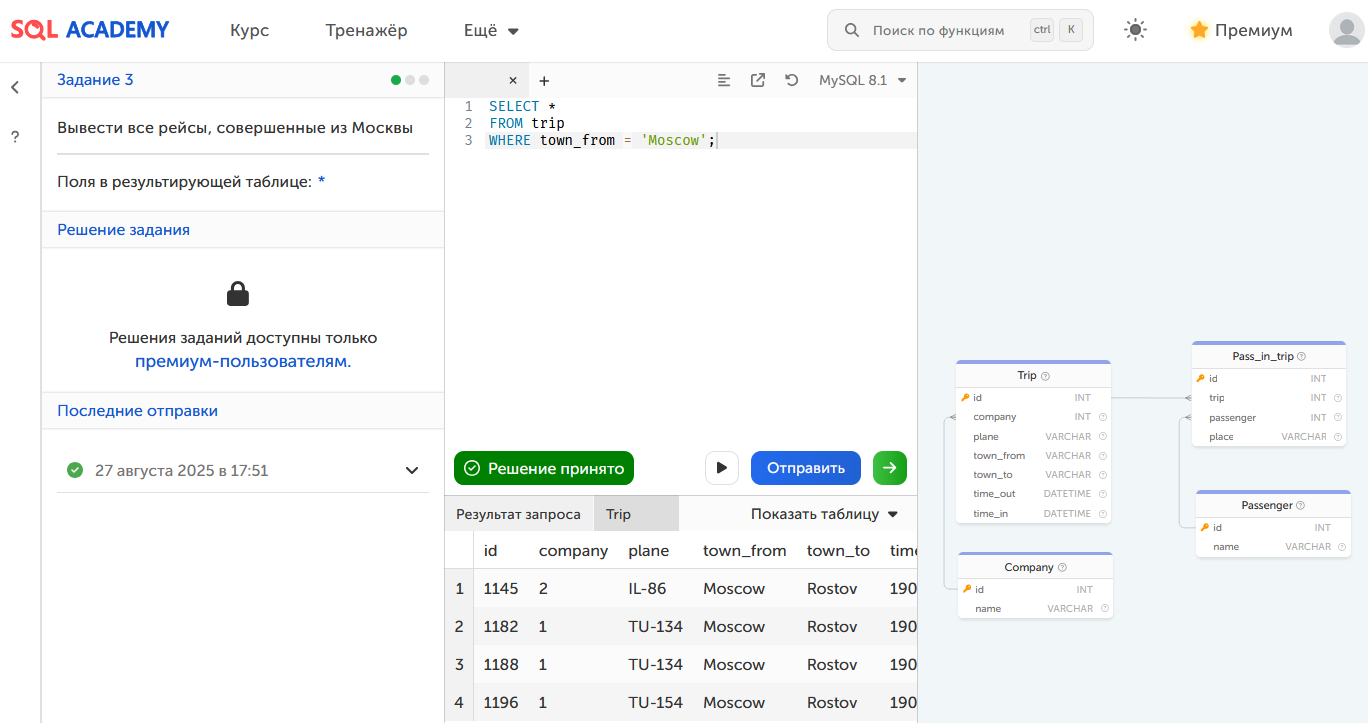 SQL ACADEMY
Курс
Тренажёр
Ещё
Поиск по функциям
ctrl
K
Премиум
?
Задание 3
Вывести все рейсы, совершенные из Москвы
Поля в результирующей таблице: *
Решение задания
Решения заданий доступны только
премиум-пользователям.
Последние отправки
27 августа 2025 в 17:51
× +
MySQL 8.1
1 SELECT *
2 FROM trip
3 WHERE town_from = 'Moscow';
Решение принято
Отправить
Результат запроса
Trip
Показать таблицу
id company plane town_from town_to time
1 1145 2 IL-86 Moscow Rostov 190
2 1182 1 TU-134 Moscow Rostov 190
3 1188 1 TU-134 Moscow Rostov 190
4 1196 1 TU-154 Moscow Rostov 190
Trip ?
id INT
company INT ?
plane VARCHAR ?
town_from VARCHAR ?
town_to VARCHAR ?
time_out DATETIME ?
time_in DATETIME ?
Company ?
id INT
name VARCHAR ?
Pass_in_trip ?
id INT
trip INT ?
passenger INT ?
place VARCHAR ?
Passenger ?
id INT
name VARCHAR ?